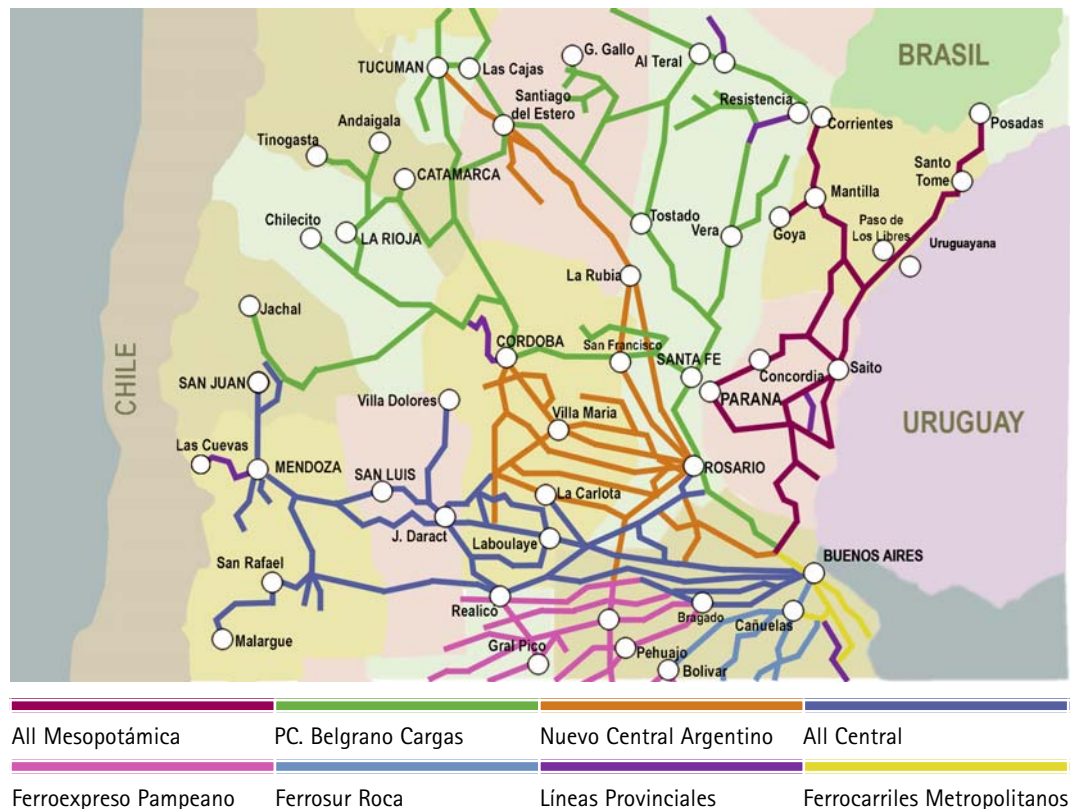 G. Gallo
Al Teral
BRASIL
TUCUMAN
Las Cajas
Santiago
del Estero
Resistencia
Corrientes
Posadas
Andaigala
Tinogasta
CATAMARCA
Santo
Tome
Mantilla
Chilecito
LA RIOJA
Tostado
Vera
Goya
Paso de
Los Libres
Uruguayana
La Rubia
Jachal
CORDOBA
San Francisco
SANTA FE
CHILE
SAN JUAN
Villa Dolores
Concordia
Saito
PARANA
Villa Maria
URUGUAY
Las Cuevas
MENDOZA
SAN LUIS
ROSARIO
La Carlota
J. Daract
Laboulaye
BUENOS AIRES
San Rafael
Realicó
Bragado
Cañuelas
Malargue
Gral Pico
Pehuajo
Bolivar
All Mesopotámica
PC. Belgrano Cargas
Nuevo Central Argentino
All Central
Ferroexpreso Pampeano
Ferrosur Roca
Líneas Provinciales
Ferrocarriles Metropolitanos